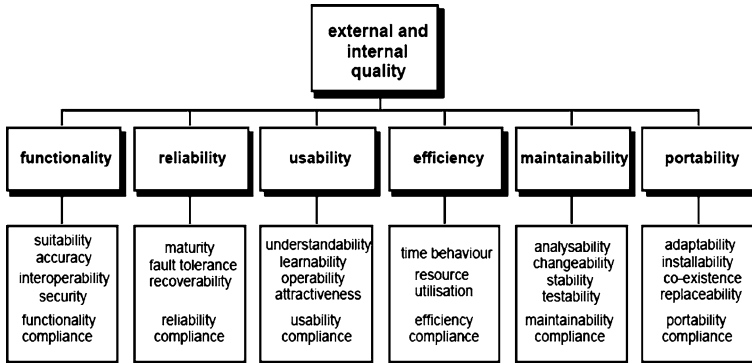 external and
internal
quality
functionality
reliability
usability
efficiency
maintainability
portability
suitability
accuracy
interoperability
security
functionality
compliance
maturity
fault tolerance
recoverability
reliability
compliance
understandability
learnability
operability
attractiveness
usability
compliance
time behaviour
resource
utilisation
efficiency
compliance
analysability
changeability
stability
testability
maintainability
compliance
adaptability
installability
co-existence
replaceability
portability
compliance